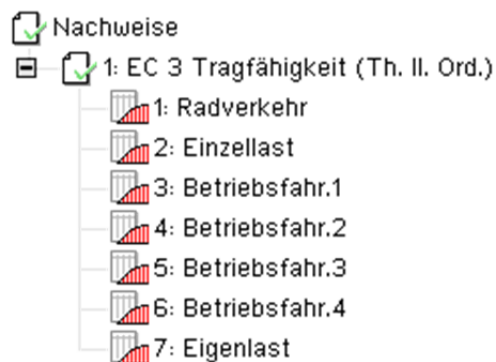 Nachweise
1: EC 3 Tragfähigkeit (Th. II. Ord.)
1: Radverkehr
2: Einzellast
3: Betriebsfahr.1
4: Betriebsfahr.2
5: Betriebsfahr.3
6: Betriebsfahr.4
7: Eigenlast